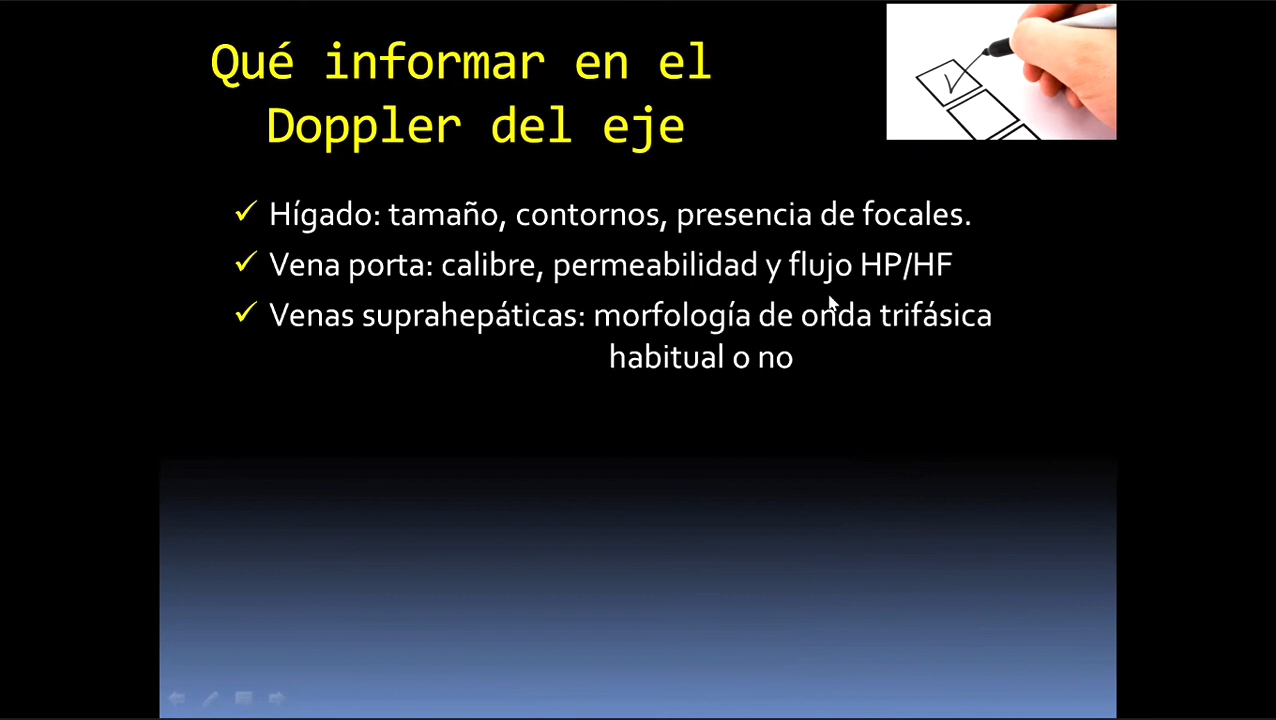 Qué informar en el
Doppler del eje
✓ Hígado: tamaño, contornos, presencia de focales.
✓ Vena porta: calibre, permeabilidad y flujo HP/HF
✓ Venas suprahepáticas: morfología de onda trifásica
habitual o no